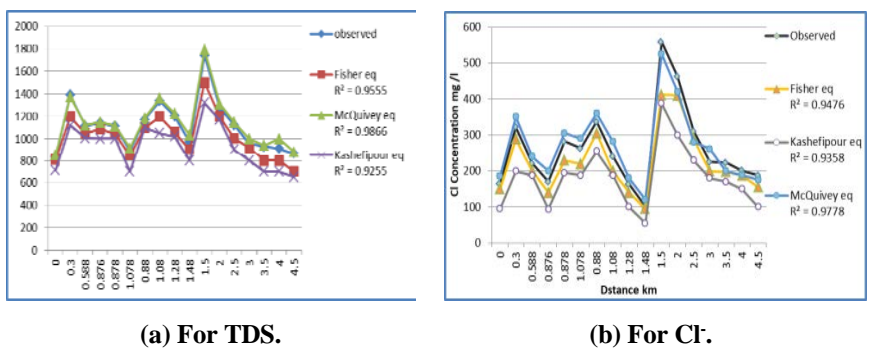 2000
1800
1600
1400
1200
1000
800
600
400
200
0
0 0.3 0.588 0.876 0.878 1.078 0.88 1.08 1.28 1.48 1.5 2 2.5 3 3.5 4 4.5
observed
Fisher eq
R² = 0.9555
McQuivey eq
R² = 0.9866
Kashefipour eq
R² = 0.9255
(a) For TDS.
Cl Concentration mg /l
600
500
400
300
200
100
0
0 0.3 0.588 0.876 0.878 1.078 0.88 1.08 1.28 1.48 1.5 2 2.5 3 3.5 4 4.5
Dstance km
Observed
Fisher eq
R² = 0.9476
Kashefipour eq
R² = 0.9358
McQuivey eq
R² = 0.9778
(b) For Cl⁻.